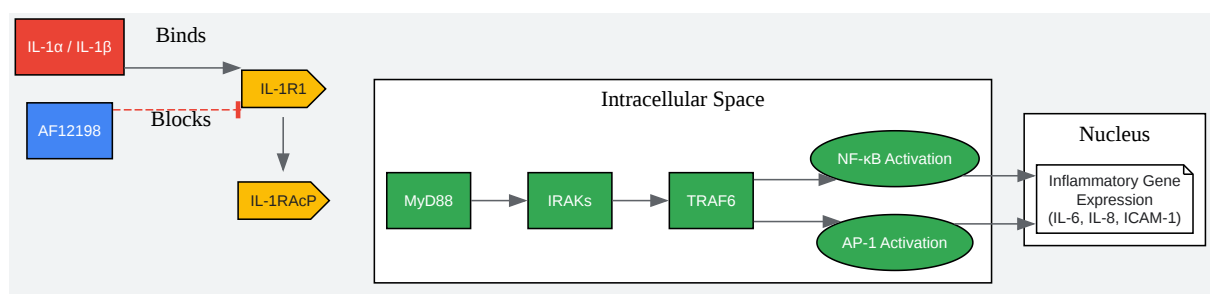 IL-1α / IL-1β
Binds
IL-1R1
AF12198
Blocks
IL-1RAcP
Intracellular Space
MyD88
IRAKs
TRAF6
NF-κB Activation
AP-1 Activation
Nucleus
Inflammatory Gene
Expression
(IL-6, IL-8, ICAM-1)